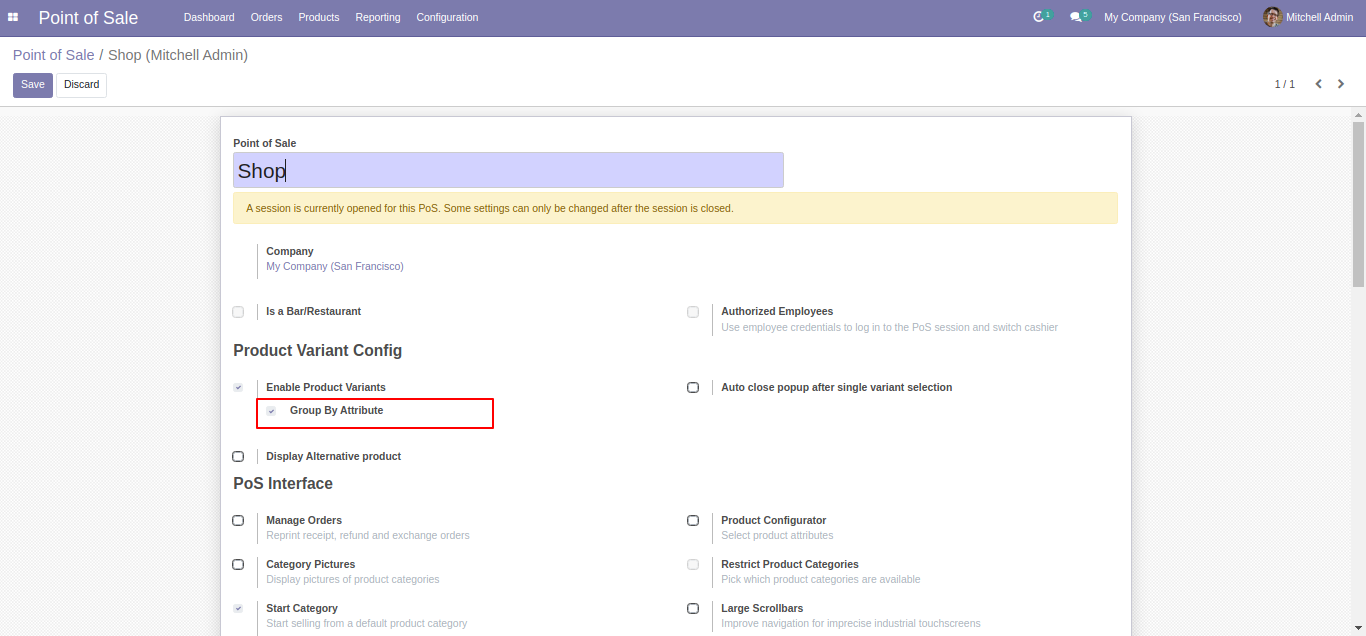 Point of Sale Dashboard Orders Products Reporting Configuration 1 5 My Company (San Francisco) Mitchell Admin
Point of Sale / Shop (Mitchell Admin)
Save Discard 1 / 1
Point of Sale
Shop
A session is currently opened for this PoS. Some settings can only be changed after the session is closed.
Company
My Company (San Francisco)
Is a Bar/Restaurant Authorized Employees
Use employee credentials to log in to the PoS session and switch cashier
Product Variant Config
Enable Product Variants Auto close popup after single variant selection
Group By Attribute
Display Alternative product
PoS Interface
Manage Orders Product Configurator
Reprint receipt, refund and exchange orders Select product attributes
Category Pictures Restrict Product Categories
Display pictures of product categories Pick which product categories are available
Start Category Large Scrollbars
Start selling from a default product category Improve navigation for imprecise industrial touchscreens